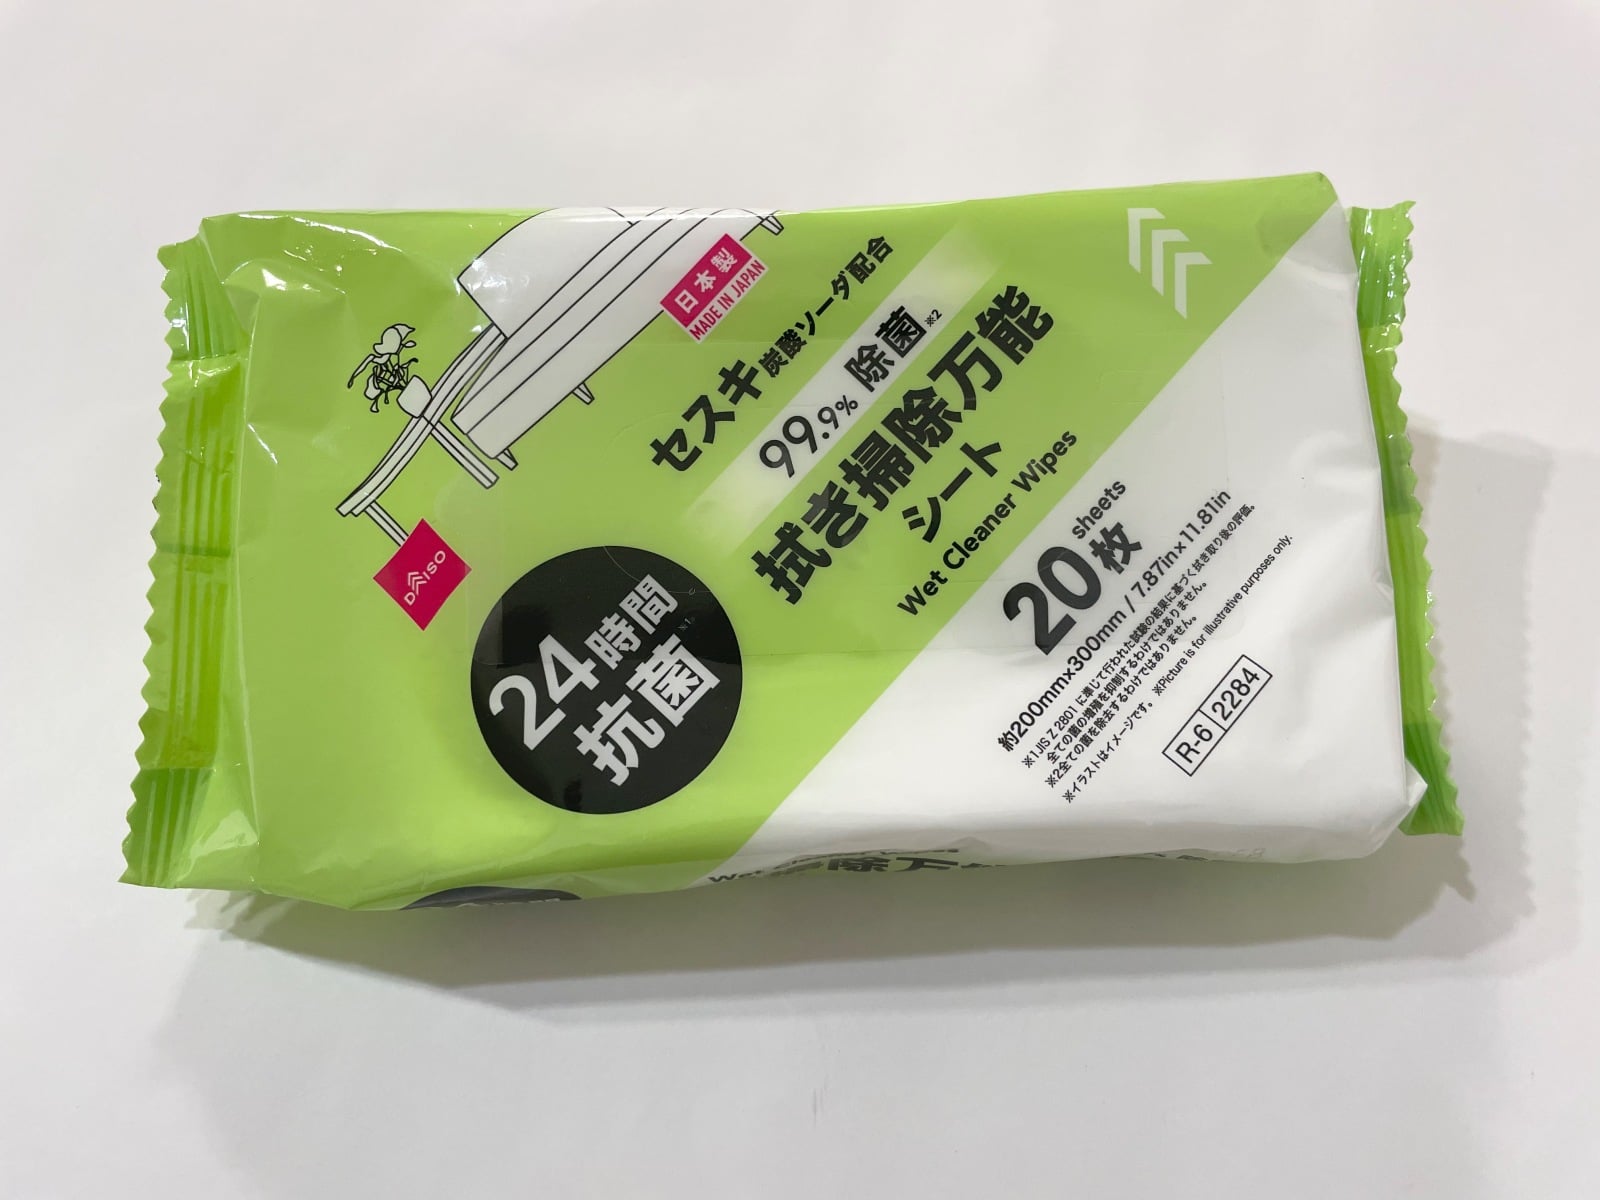 日本製
MADE IN JAPAN
セスキ炭酸ソーダ配合
99.9% 除菌※2
拭き掃除万能
シート
Wet Cleaner Wipes
DAISO
24時間
抗菌※1
20枚
sheets
約200mm×300mm / 7.87in×11.81in
※1 JIS Z 2801 に準じて行われた試験の結果に基づく拭き取り後の評価。
全ての菌の増殖を抑制するわけではありません。
※2全ての菌を除去するわけではありません。
※イラストはイメージです。 ※Picture is for illustrative purposes only.
R-6 2284